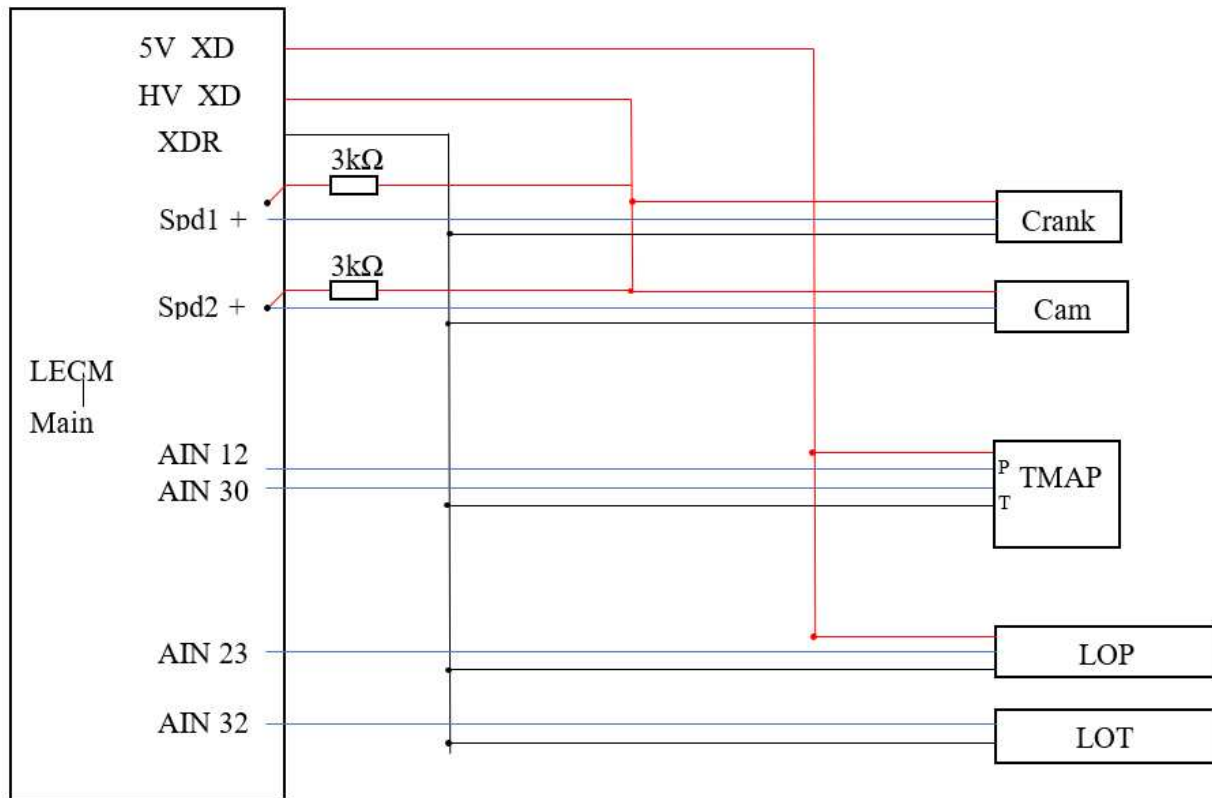 5V XD
HV XD
XDR
3kΩ
Spd1 +
Crank
3kΩ
Spd2 +
Cam
LECM
Main
AIN 12
P
TMAP
AIN 30
T
AIN 23
LOP
AIN 32
LOT